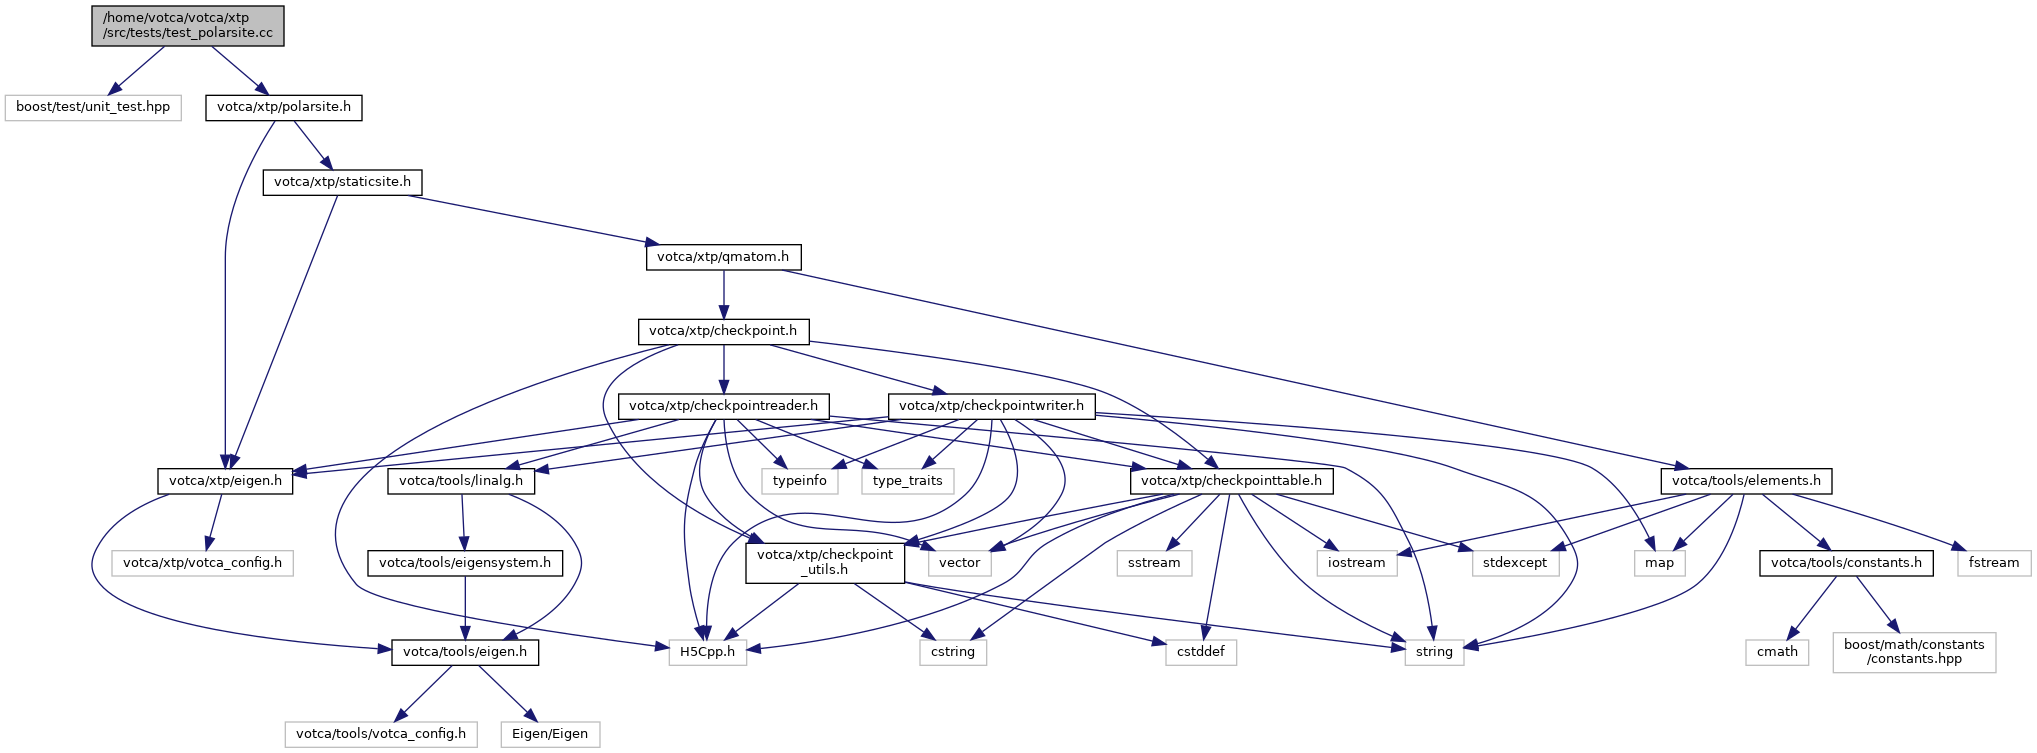 /home/votca/votca/xtp
/src/tests/test_polarsite.cc
boost/test/unit_test.hpp
votca/xtp/polarsite.h
votca/xtp/staticsite.h
votca/xtp/qmatom.h
votca/xtp/checkpoint.h
votca/xtp/checkpointreader.h
votca/xtp/checkpointwriter.h
votca/xtp/eigen.h
votca/tools/linalg.h
typeinfo
type_traits
votca/xtp/checkpointtable.h
votca/tools/elements.h
votca/xtp/votca_config.h
votca/tools/eigensystem.h
votca/xtp/checkpoint
_utils.h
vector
sstream
iostream
stdexcept
map
votca/tools/constants.h
fstream
votca/tools/eigen.h
H5Cpp.h
cstring
cstddef
string
cmath
boost/math/constants
/constants.hpp
votca/tools/votca_config.h
Eigen/Eigen